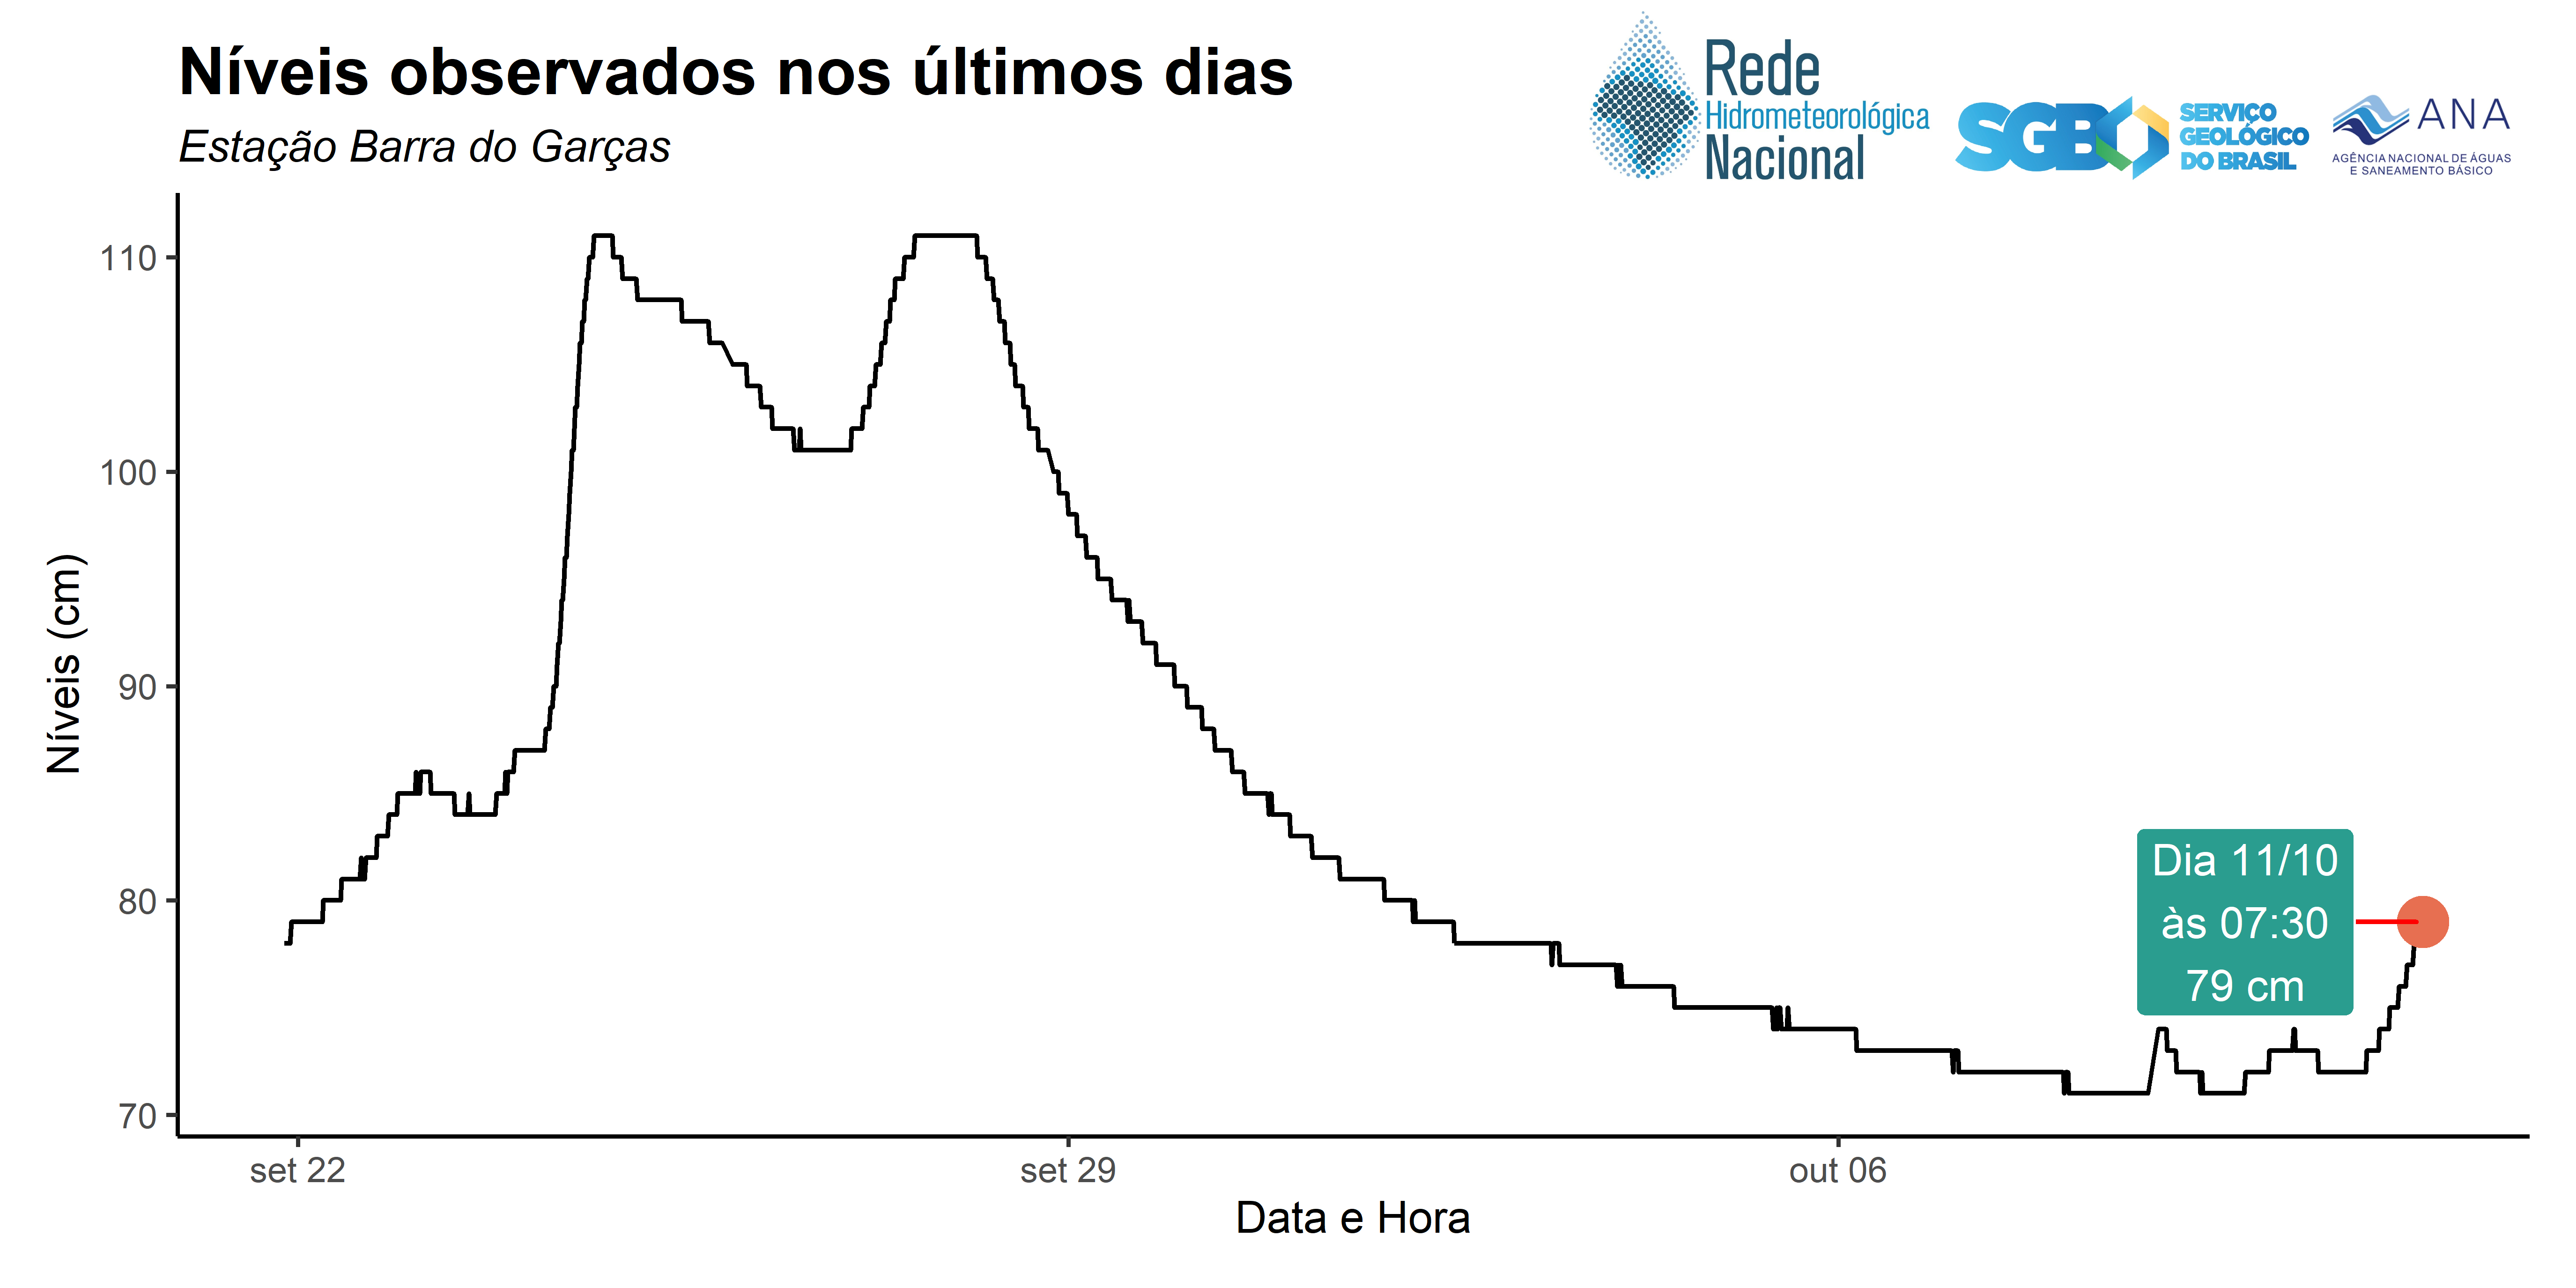 Níveis observados nos últimos dias
Estação Barra do Garças
Rede
Hidrometeorológica
Nacional
SGB
SERVIÇO
GEOLÓGICO
DO BRASIL
ANA
AGÊNCIA NACIONAL DE ÁGUAS
E SANEAMENTO BÁSICO
Níveis (cm)
110
100
90
80
70
Dia 11/10
às 07:30
79 cm
set 22
set 29
out 06
Data e Hora